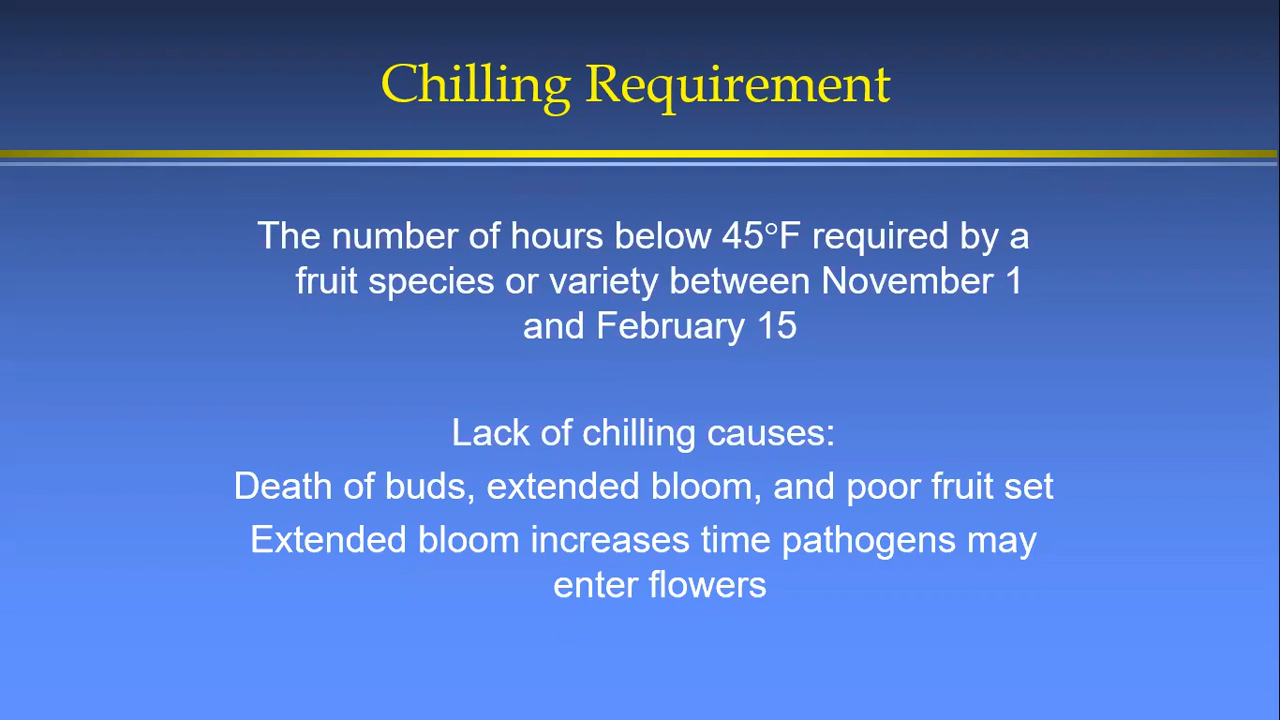 Chilling Requirement
The number of hours below 45°F required by a
fruit species or variety between November 1
and February 15
Lack of chilling causes:
Death of buds, extended bloom, and poor fruit set
Extended bloom increases time pathogens may
enter flowers